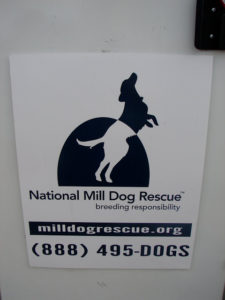 National Mill Dog Rescue™
breeding responsibility
milldogrescue.org
(888) 495-DOGS